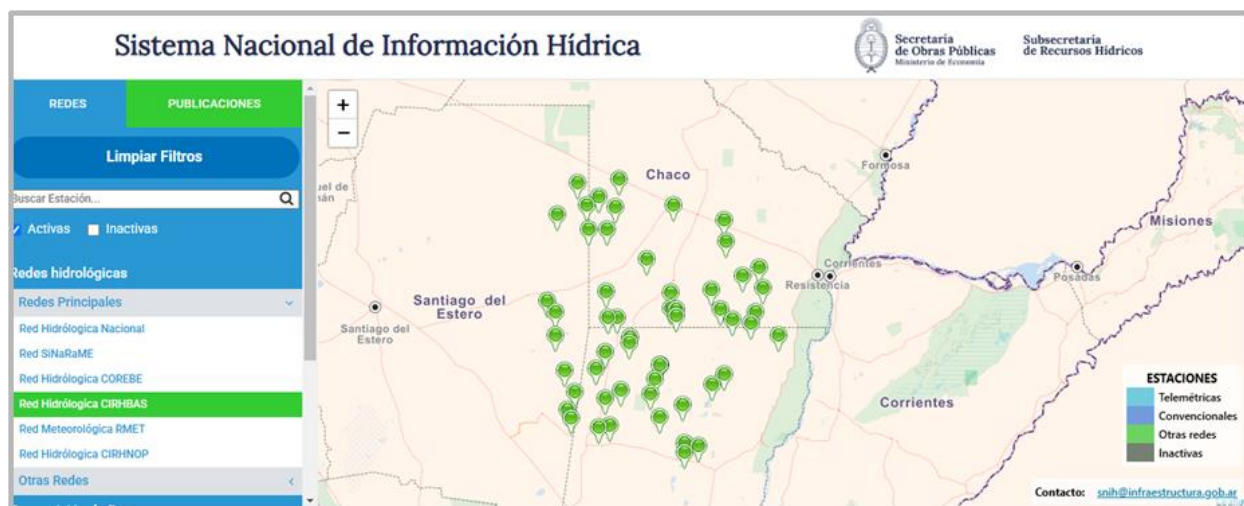 Sistema Nacional de Información Hídrica
Secretaría
de Obras Públicas
Ministerio de Economía
Subsecretaría
de Recursos Hídricos
REDES
PUBLICACIONES
Limpiar Filtros
Buscar Estación...
Activas
Inactivas
Redes hidrológicas
Redes Principales
Red Hidrológica Nacional
Red SiNaRaME
Red Hidrológica COREBE
Red Hidrológica CIRHBAS
Red Meteorológica RMET
Red Hidrológica CIRHNOP
Otras Redes
+
−
Chaco
Formosa
Misiones
Corrientes
Resistencia
Posadas
Santiago del
Estero
Santiago del
Estero
Corrientes
ESTACIONES
Telemétricas
Convencionales
Otras redes
Inactivas
Contacto: snih@infraestructura.gob.ar